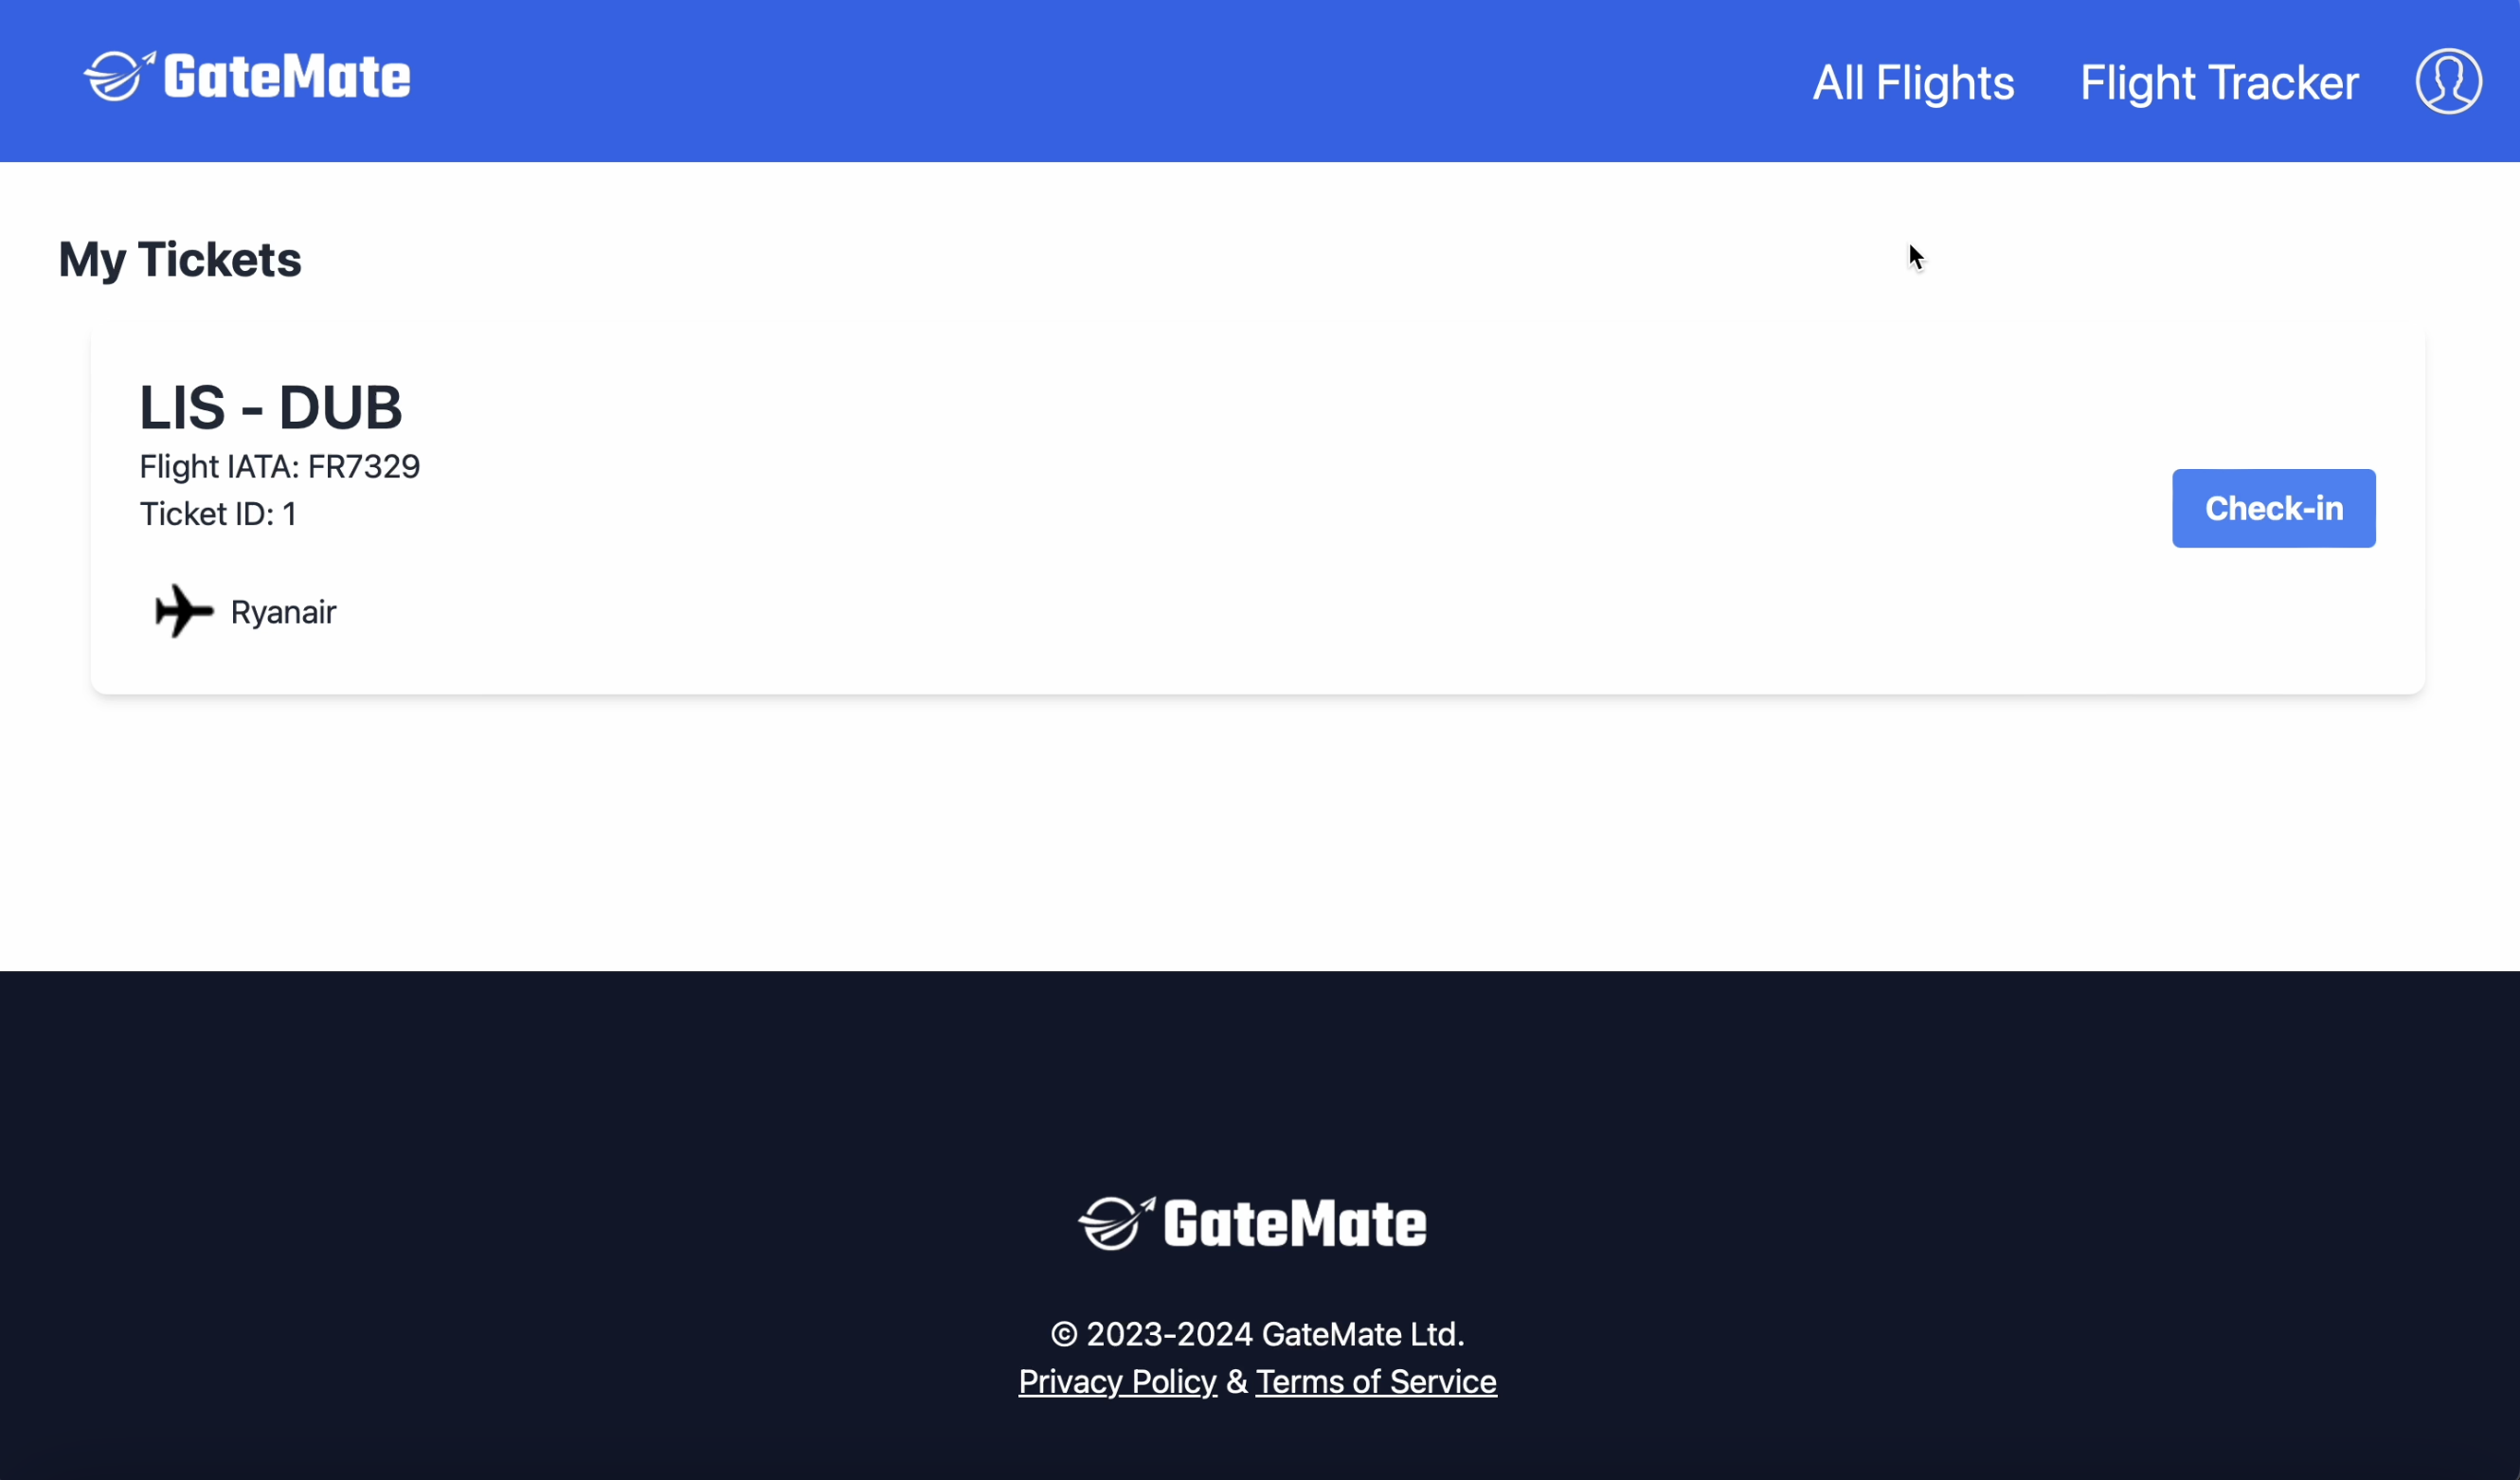 GateMate
All Flights
Flight Tracker
My Tickets
LIS - DUB
Flight IATA: FR7329
Ticket ID: 1
Check-in
Ryanair
GateMate
© 2023-2024 GateMate Ltd.
Privacy Policy & Terms of Service